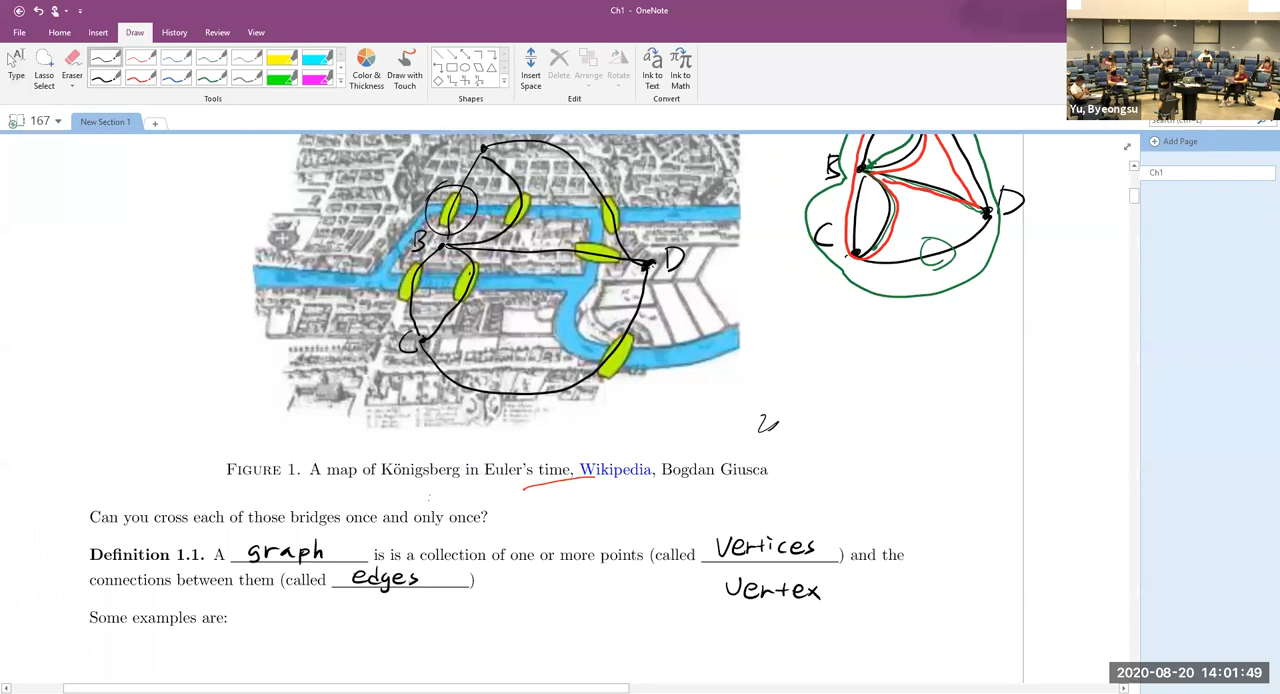 Ch1 - OneNote
File Home Insert Draw History Review View
Type
Lasso Select
Eraser
Color & Thickness
Draw with Touch
Insert Space
Delete
Arrange
Rotate
Ink to Text
Ink to Math
Tools
Shapes
Edit
Convert
Yu, Byeongsu
167
New Section 1
Add Page
Ch1
B
D
C
B
D
C
FIGURE 1. A map of Königsberg in Euler's time, Wikipedia, Bogdan Giusca
Can you cross each of those bridges once and only once?
Definition 1.1. A graph is is a collection of one or more points (called vertices) and the
connections between them (called edges)
vertex
Some examples are:
2020-08-20 14:01:49